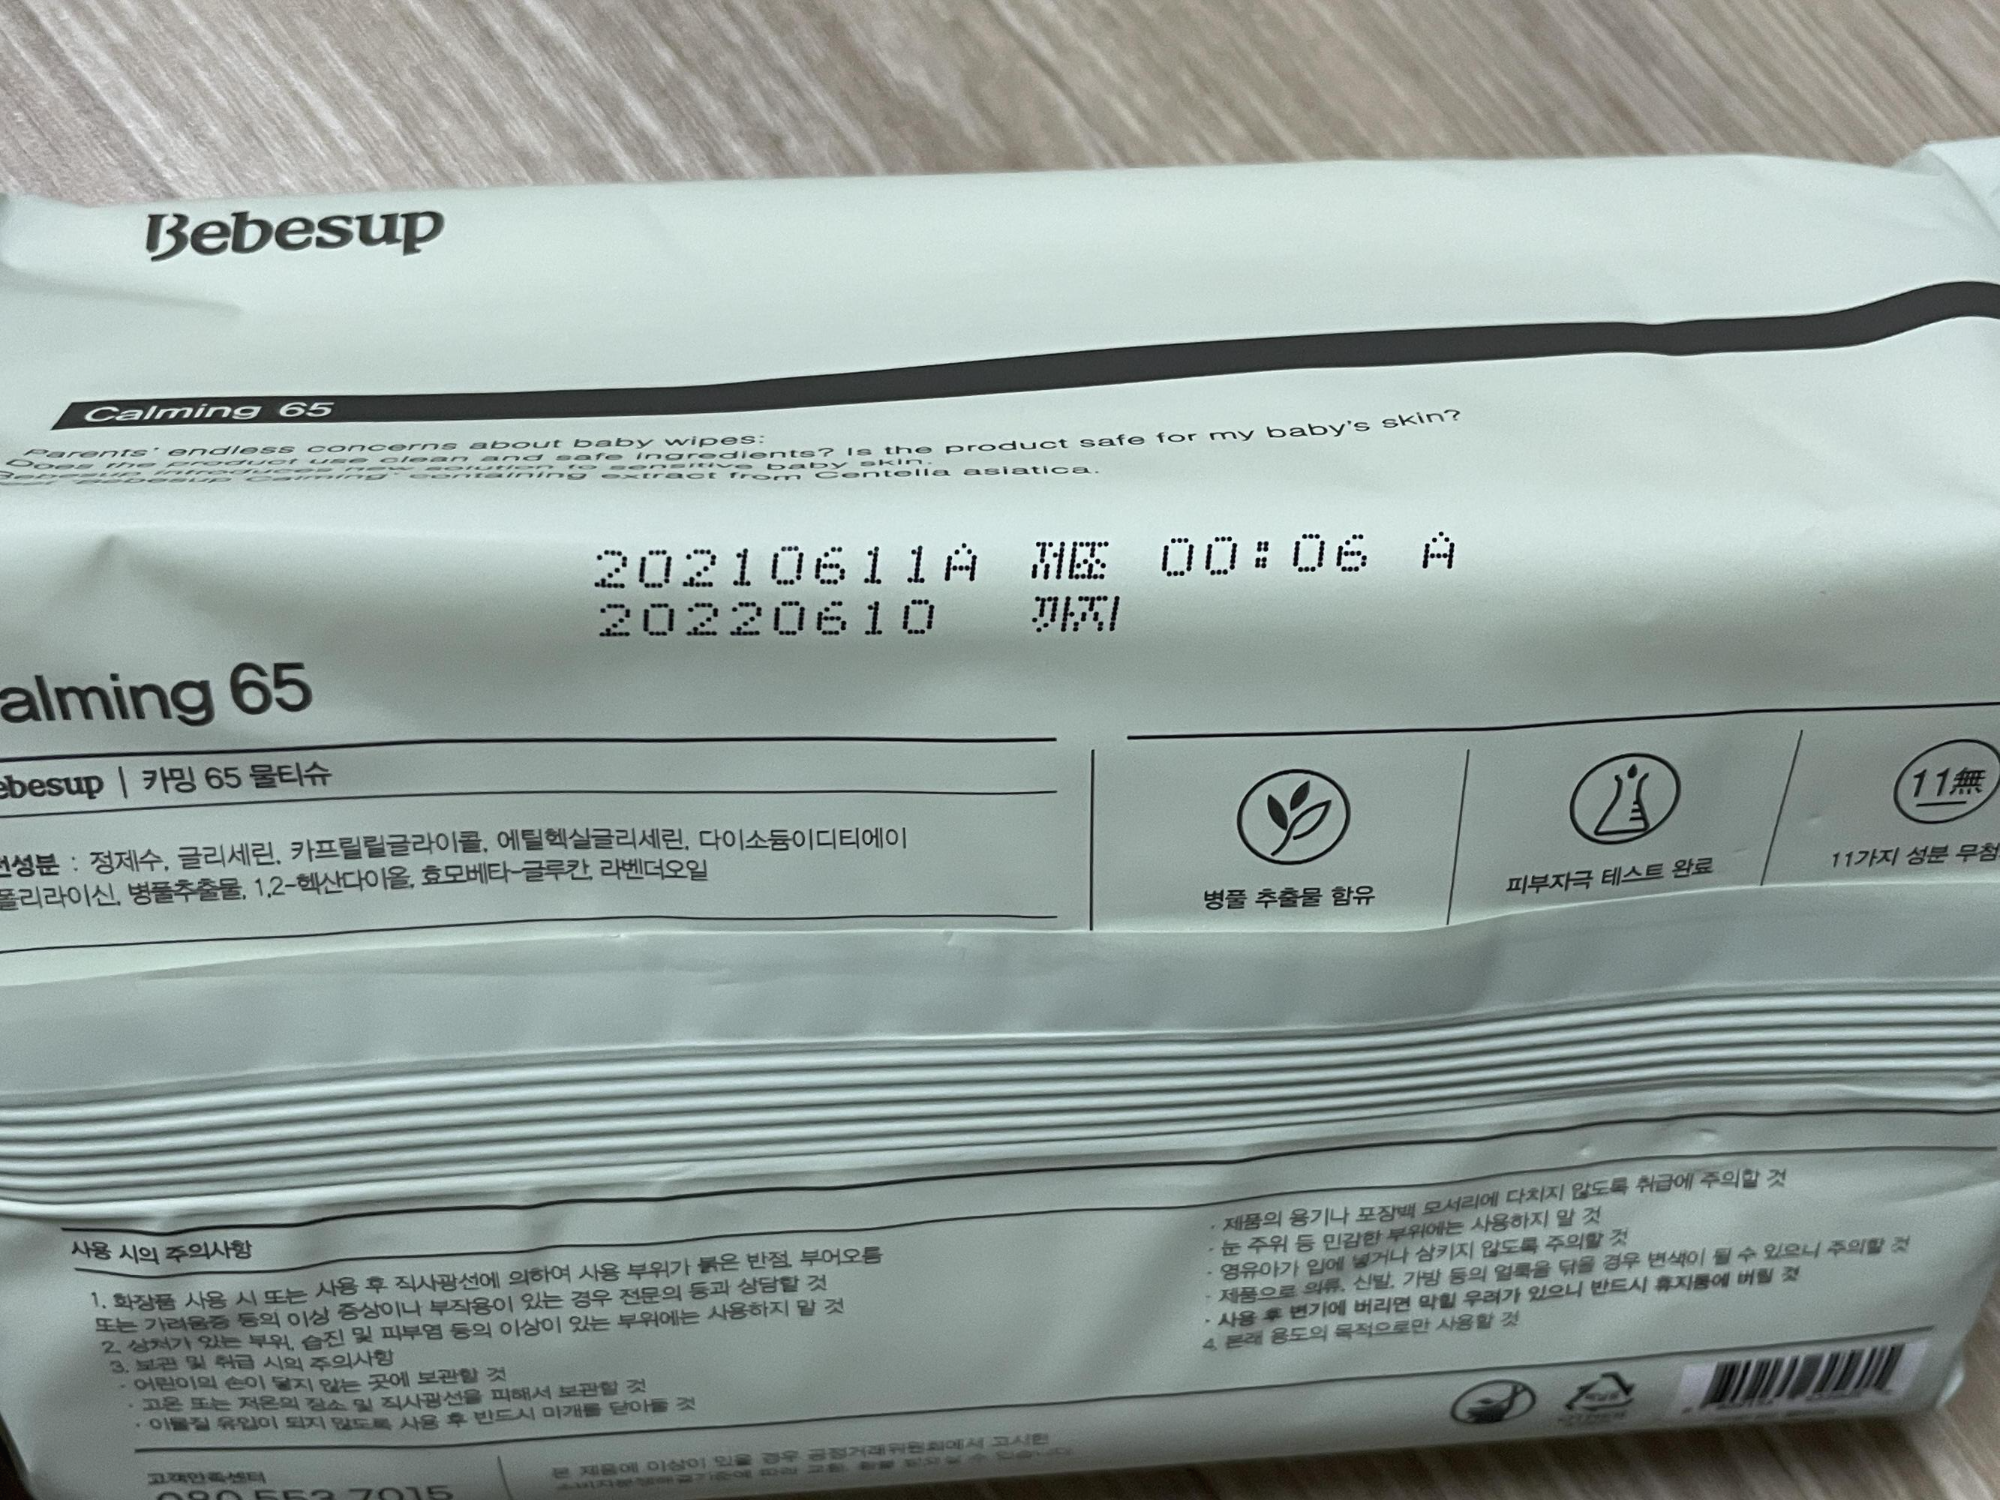 Bebesup
Calming 65
Parents' endless concerns about baby wipes:
Does the product use clean and safe ingredients? Is the product safe for my baby's skin?
Bebesup introduces new solution to sensitive baby skin.
'Bebesup Calming' containing extract from Centella asiatica.
20210611A 제조 00:06 A
20220610 까지
alming 65
ebesup | 카밍 65 물티슈
전성분 : 정제수, 글리세린, 카프릴릴글라이콜, 에틸헥실글리세린, 다이소듐이디티에이
폴리라이신, 병풀추출물, 1,2-헥산다이올, 효모베타-글루칸, 라벤더오일
병풀 추출물 함유
피부자극 테스트 완료
11無
11가지 성분 무첨
사용 시의 주의사항
1. 화장품 사용 시 또는 사용 후 직사광선에 의하여 사용 부위가 붉은 반점, 부어오름
또는 가려움증 등의 이상 증상이나 부작용이 있는 경우 전문의 등과 상담할 것
2. 상처가 있는 부위, 습진 및 피부염 등의 이상이 있는 부위에는 사용하지 말 것
3. 보관 및 취급 시의 주의사항
· 어린이의 손이 닿지 않는 곳에 보관할 것
· 고온 또는 저온의 장소 및 직사광선을 피해서 보관할 것
· 이물질 유입이 되지 않도록 사용 후 반드시 마개를 닫아둘 것
· 제품의 용기나 포장백 모서리에 다치지 않도록 취급에 주의할 것
· 눈 주위 등 민감한 부위에는 사용하지 말 것
· 영유아가 입에 넣거나 삼키지 않도록 주의할 것
· 제품으로 의류, 신발, 가방 등의 얼룩을 닦을 경우 변색이 될 수 있으니 주의할 것
· 사용 후 변기에 버리면 막힐 우려가 있으니 반드시 휴지통에 버릴 것
4. 본래 용도의 목적으로만 사용할 것
고객만족센터
080 553 7015
본 제품에 이상이 있을 경우 공정거래위원회에서 고시한